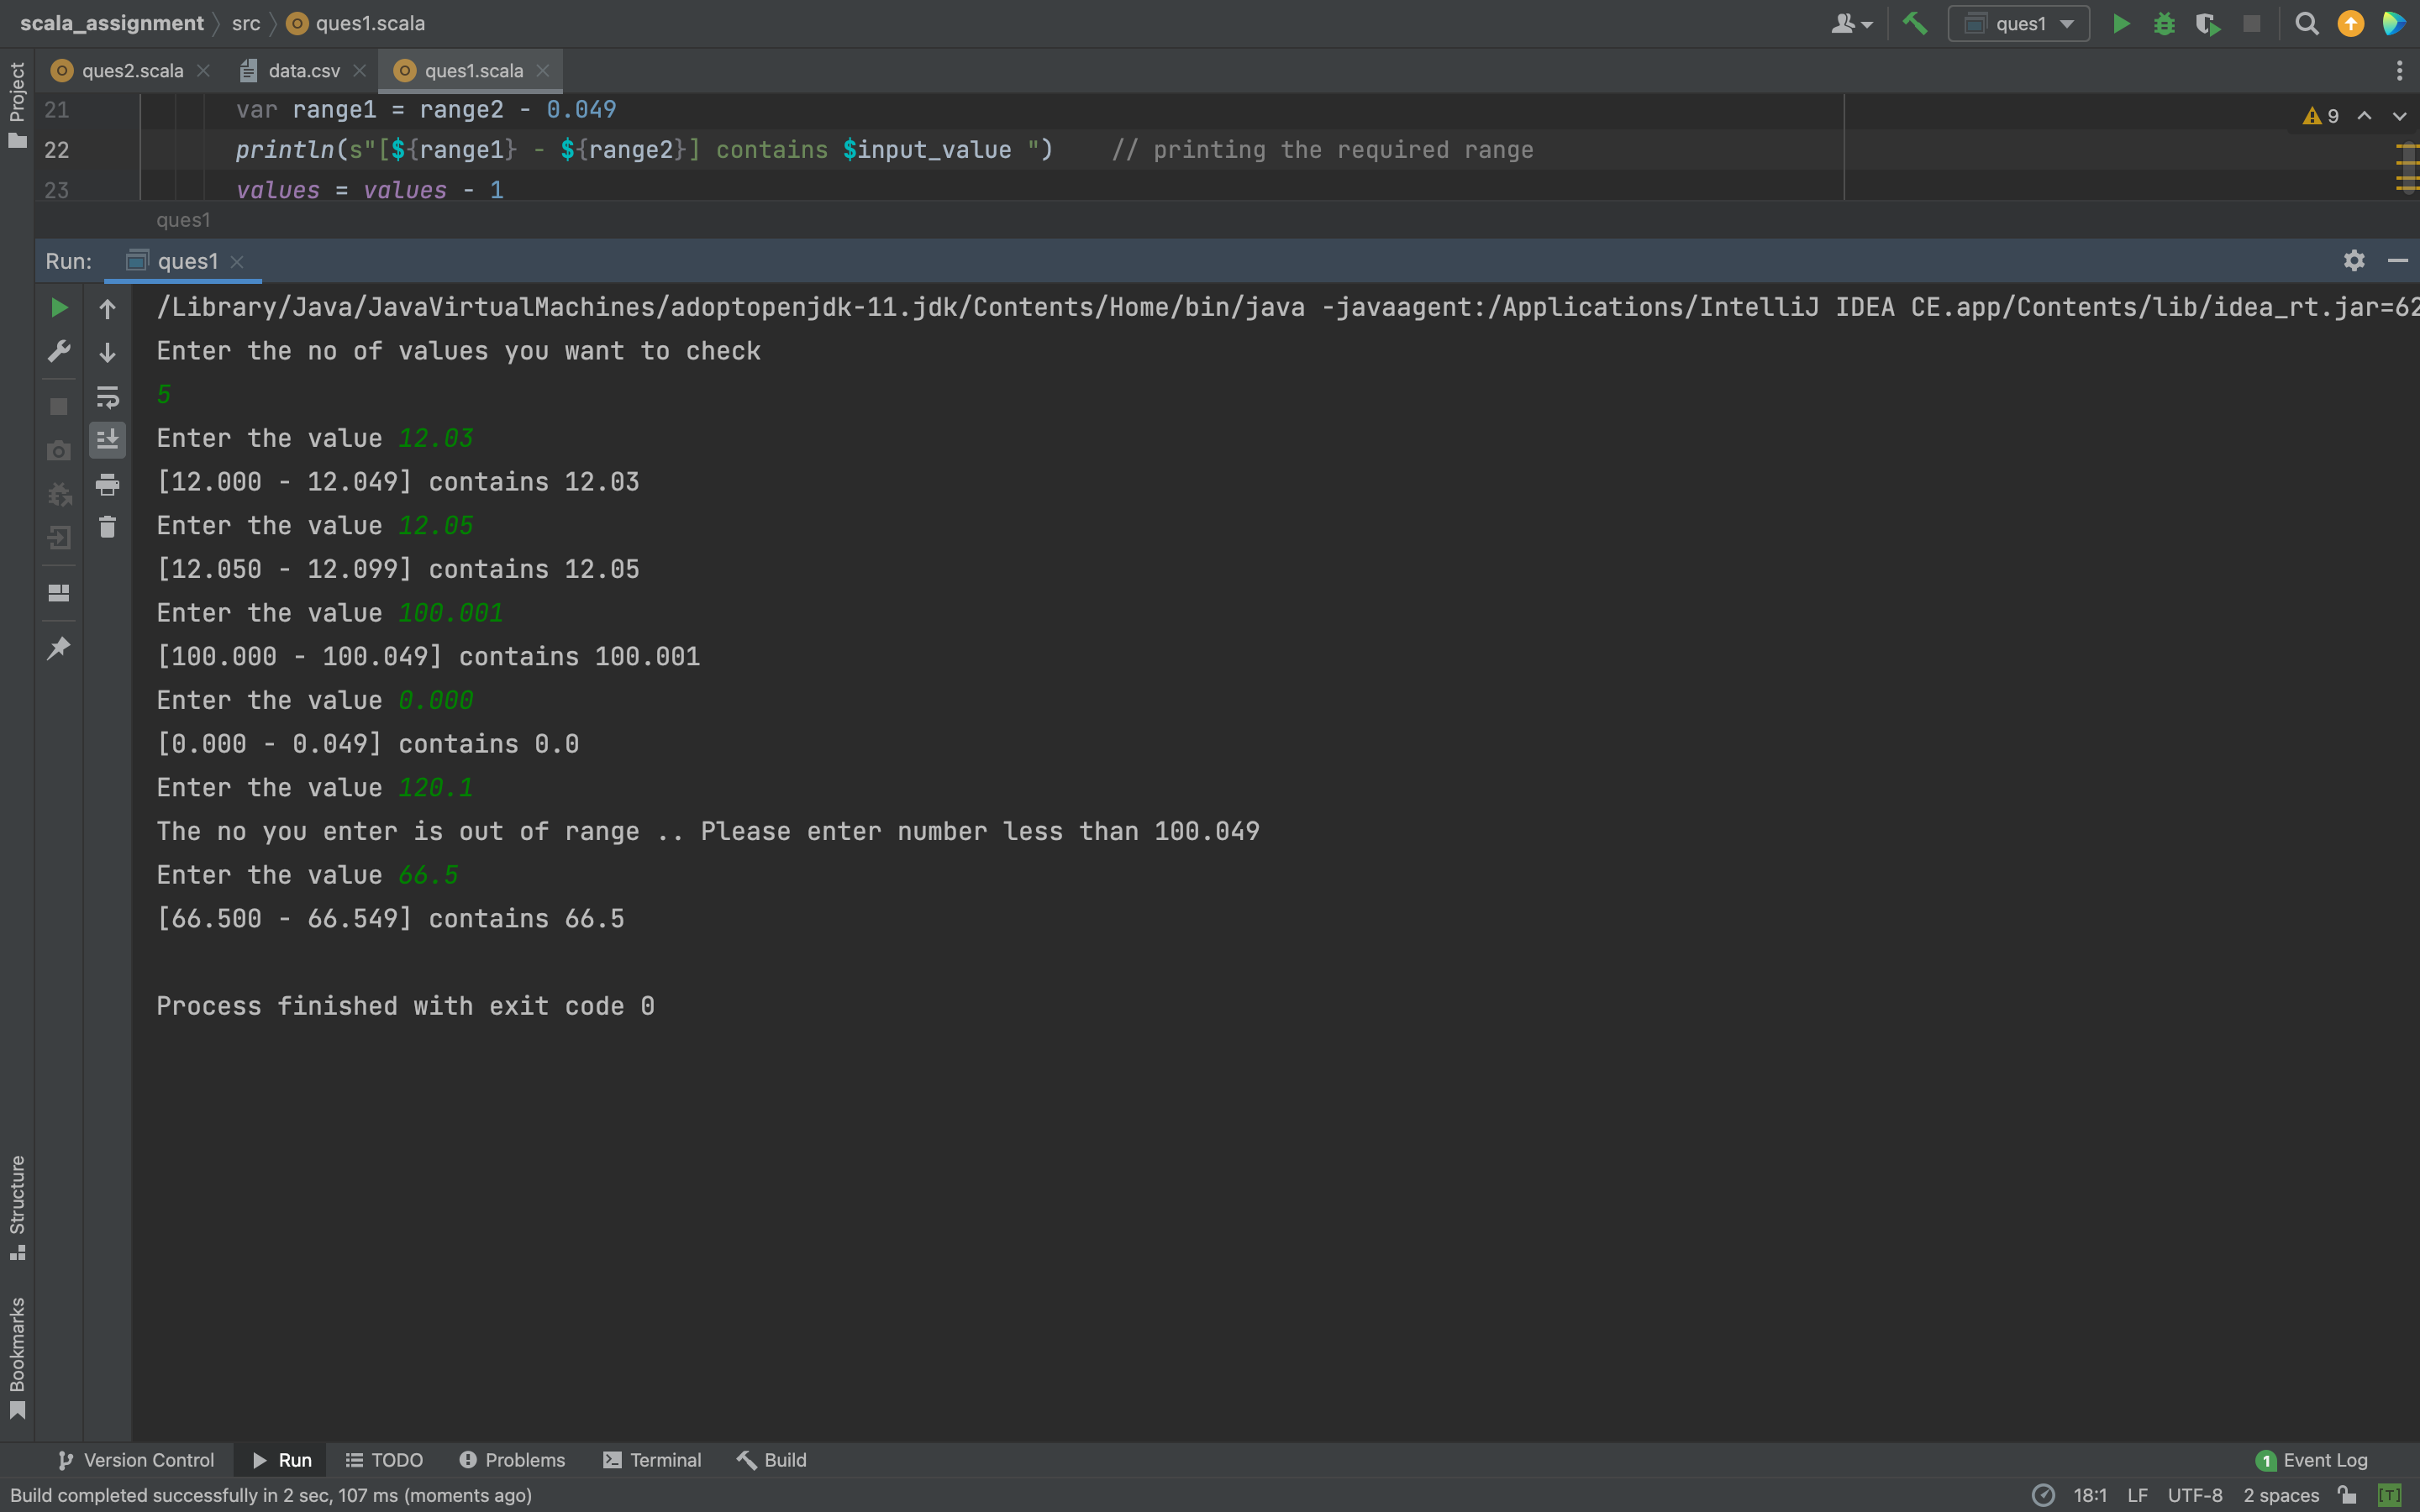 scala_assignment src ques1.scala ques1
ques2.scala data.csv ques1.scala
Project
21 var range1 = range2 - 0.049
9
22 println(s"[${range1} - ${range2}] contains $input_value ") // printing the required range
23 values = values - 1
ques1
Run: ques1
/Library/Java/JavaVirtualMachines/adoptopenjdk-11.jdk/Contents/Home/bin/java -javaagent:/Applications/IntelliJ IDEA CE.app/Contents/lib/idea_rt.jar=62
Enter the no of values you want to check
5
Enter the value 12.03
[12.000 - 12.049] contains 12.03
Enter the value 12.05
[12.050 - 12.099] contains 12.05
Enter the value 100.001
[100.000 - 100.049] contains 100.001
Enter the value 0.000
[0.000 - 0.049] contains 0.0
Enter the value 120.1
The no you enter is out of range .. Please enter number less than 100.049
Enter the value 66.5
[66.500 - 66.549] contains 66.5
Process finished with exit code 0
Structure
Bookmarks
Version Control Run TODO Problems Terminal Build 1 Event Log
Build completed successfully in 2 sec, 107 ms (moments ago) 18:1 LF UTF-8 2 spaces [T]